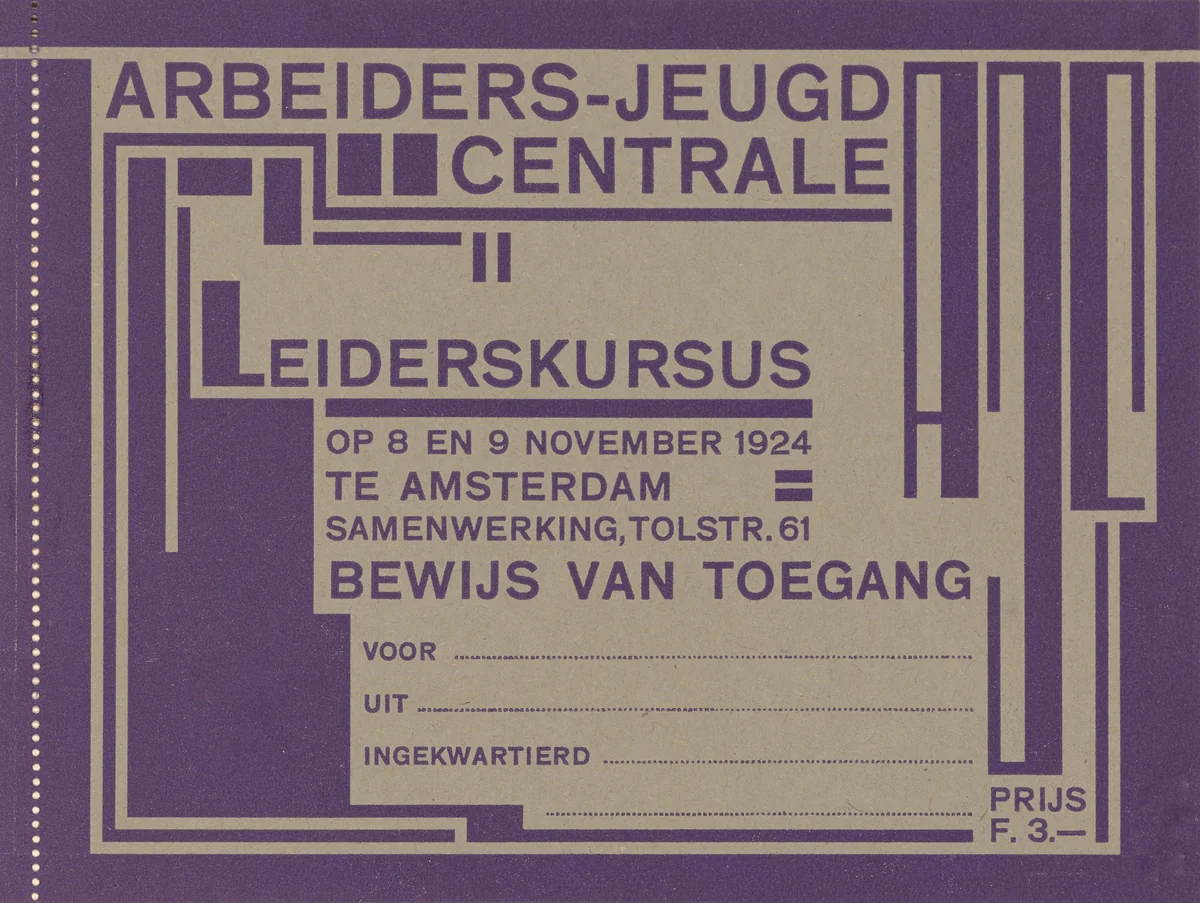 ARBEIDERS-JEUGD
CENTRALE
LEIDERSKURSUS
OP 8 EN 9 NOVEMBER 1924
TE AMSTERDAM
SAMENWERKING, TOLSTR. 61
BEWIJS VAN TOEGANG
VOOR
UIT
INGEKWARTIERD
PRIJS
F. 3.—